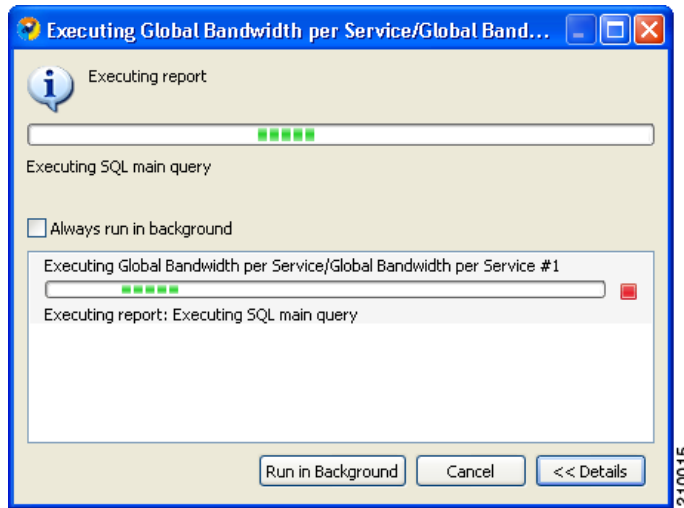 Executing Global Bandwidth per Service/Global Band...
Executing report
Executing SQL main query
Always run in background
Executing Global Bandwidth per Service/Global Bandwidth per Service #1
Executing report: Executing SQL main query
Run in Background
Cancel
<< Details
210015